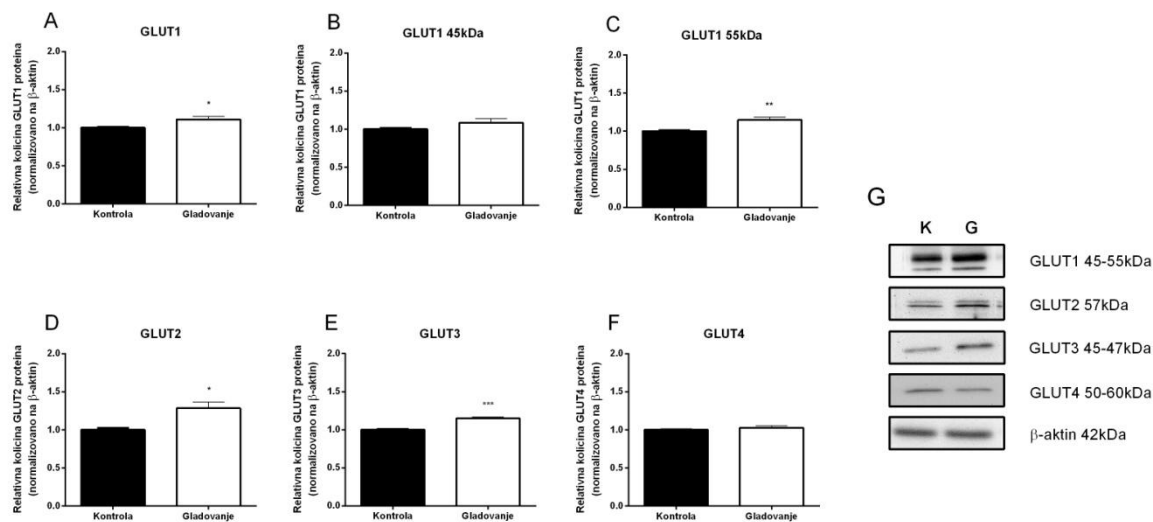 A
GLUT1
Relativna kolicina GLUT1 proteina
(normalizovano na β-aktin)
2.0
1.5
1.0
0.5
0.0
*
Kontrola Gladovanje
B
GLUT1 45kDa
Relativna kolicina GLUT1 proteina
(normalizovano na β-aktin)
2.0
1.5
1.0
0.5
0.0
Kontrola Gladovanje
C
GLUT1 55kDa
Relativna kolicina GLUT1 proteina
(normalizovano na β-aktin)
2.0
1.5
1.0
0.5
0.0
**
Kontrola Gladovanje
D
GLUT2
Relativna kolicina GLUT2 proteina
(normalizovano na β-aktin)
2.0
1.5
1.0
0.5
0.0
*
Kontrola Gladovanje
E
GLUT3
Relativna kolicina GLUT3 proteina
(normalizovano na β-aktin)
2.0
1.5
1.0
0.5
0.0
***
Kontrola Gladovanje
F
GLUT4
Relativna kolicina GLUT4 proteina
(normalizovano na β-aktin)
2.0
1.5
1.0
0.5
0.0
Kontrola Gladovanje
G
K G
GLUT1 45-55kDa
GLUT2 57kDa
GLUT3 45-47kDa
GLUT4 50-60kDa
β-aktin 42kDa